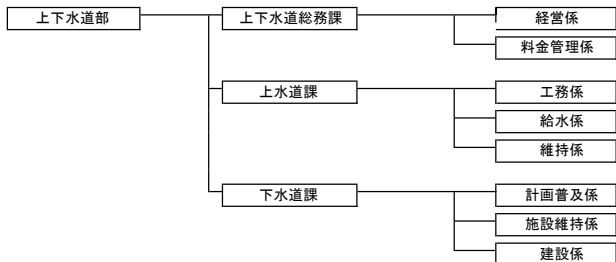 上下水道部 上下水道総務課 経営係
料金管理係
上水道課 工務係
給水係
維持係
下水道課 計画普及係
施設維持係
建設係